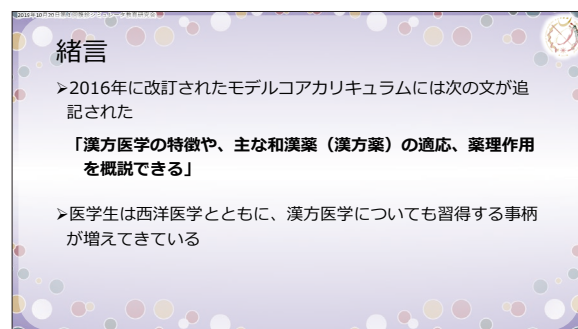 緒言
➢2016年に改訂されたモデルコアカリキュラムには次の文が追
記された
「漢方医学の特徴や、主な和漢薬（漢方薬）の適応、薬理作用
を概説できる」
➢医学生は西洋医学とともに、漢方医学についても習得する事柄
が増えてきている